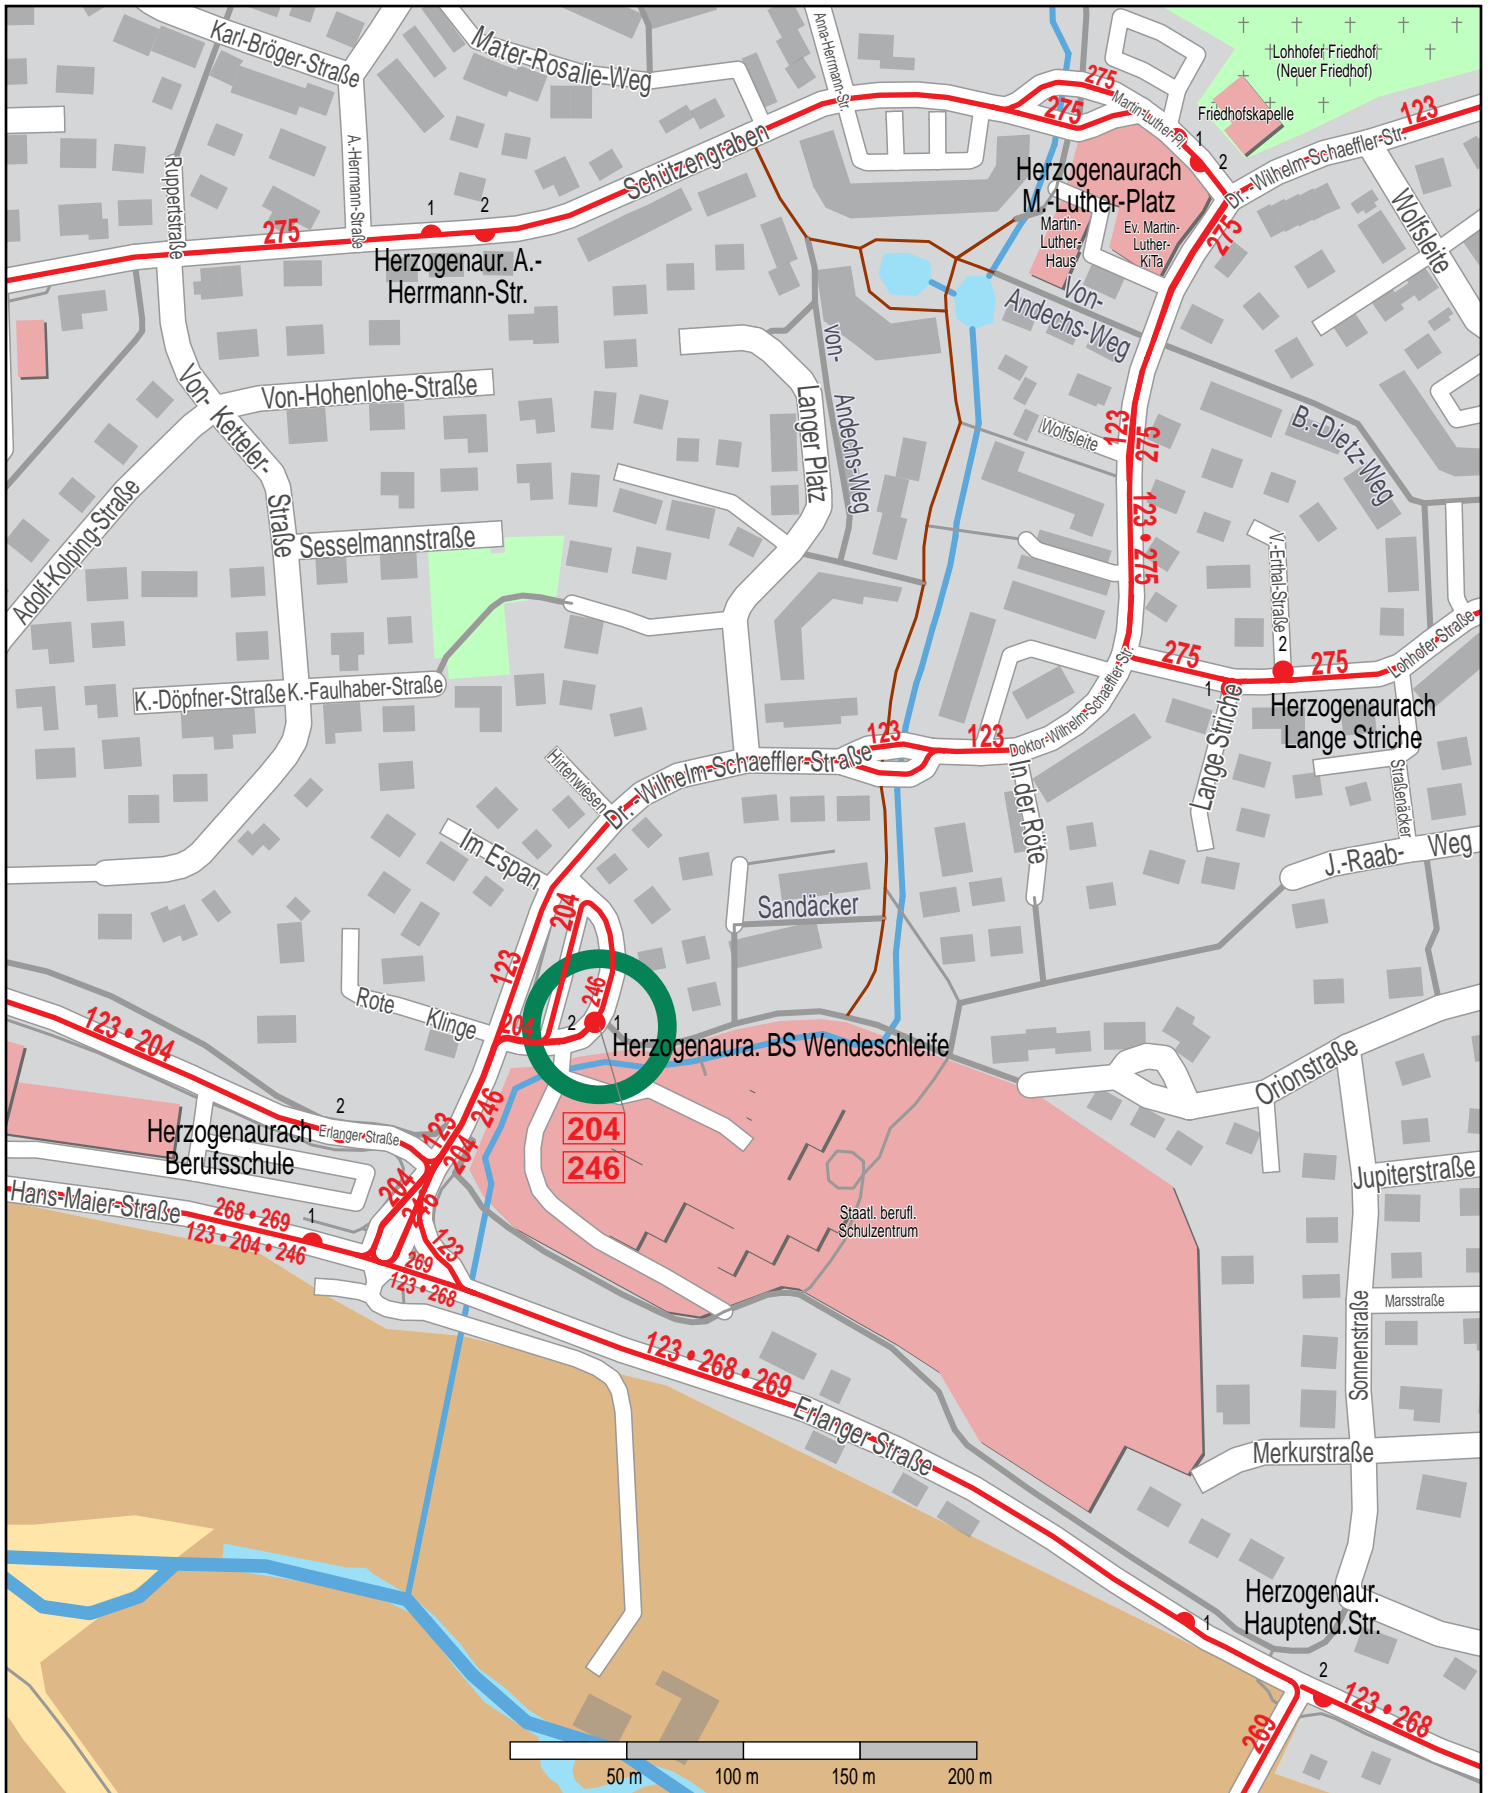 Karl-Bröger-Straße
Mater-Rosalie-Weg
Anna-Herrmann-Str.
Lohhofer Friedhof
(Neuer Friedhof)
Friedhofskapelle
275
275
Martin-Luther-Pl.
1
2
123
Dr.-Wilhelm-Schaeffler-Str.
Ruppertstraße
A.-Herrmann-Straße
Schützengraben
Herzogenaurach
M.-Luther-Platz
Martin-
Luther-
Haus
Ev. Martin-
Luther-
KiTa
Wolfsleite
275
1
2
275
Herzogenaur. A.-
Herrmann-Str.
Von-
Andechs-Weg
von-
Andechs-Weg
Von-
Ketteler-
Straße
Von-Hohenlohe-Straße
Langer Platz
Wolfsleite
123
275
B.-Dietz-Weg
Adolf-Kolping-Straße
Sesselmannstraße
123 • 275
V.-Erthal-Straße
2
275
275
1
Lohhofer Straße
K.-Döpfner-Straße
K.-Faulhaber-Straße
Herzogenaurach
Lange Striche
Lange Striche
Straßenäcker
123
123
Doktor-Wilhelm-Schaeffler-Str.
Dr.-Wilhelm-Schaeffler-Straße
Hirtenwiesen
In der Röte
J.-Raab-
Weg
Im Espan
204
Sandäcker
123
246
Rote
Klinge
204
2
1
Herzogenaura. BS Wendeschleife
123 • 204
Orionstraße
2
Erlanger Straße
123
246
204
204
246
Herzogenaurach
Berufsschule
204
246
Jupiterstraße
Hans-Maier-Straße
268 • 269
1
123 • 204 • 246
Staatl. berufl.
Schulzentrum
123
269
123 • 268
Marsstraße
Sonnenstraße
123 • 268 • 269
Erlanger Straße
Merkurstraße
Herzogenaur.
Hauptend.Str.
1
2
123 • 268
269
50 m
100 m
150 m
200 m